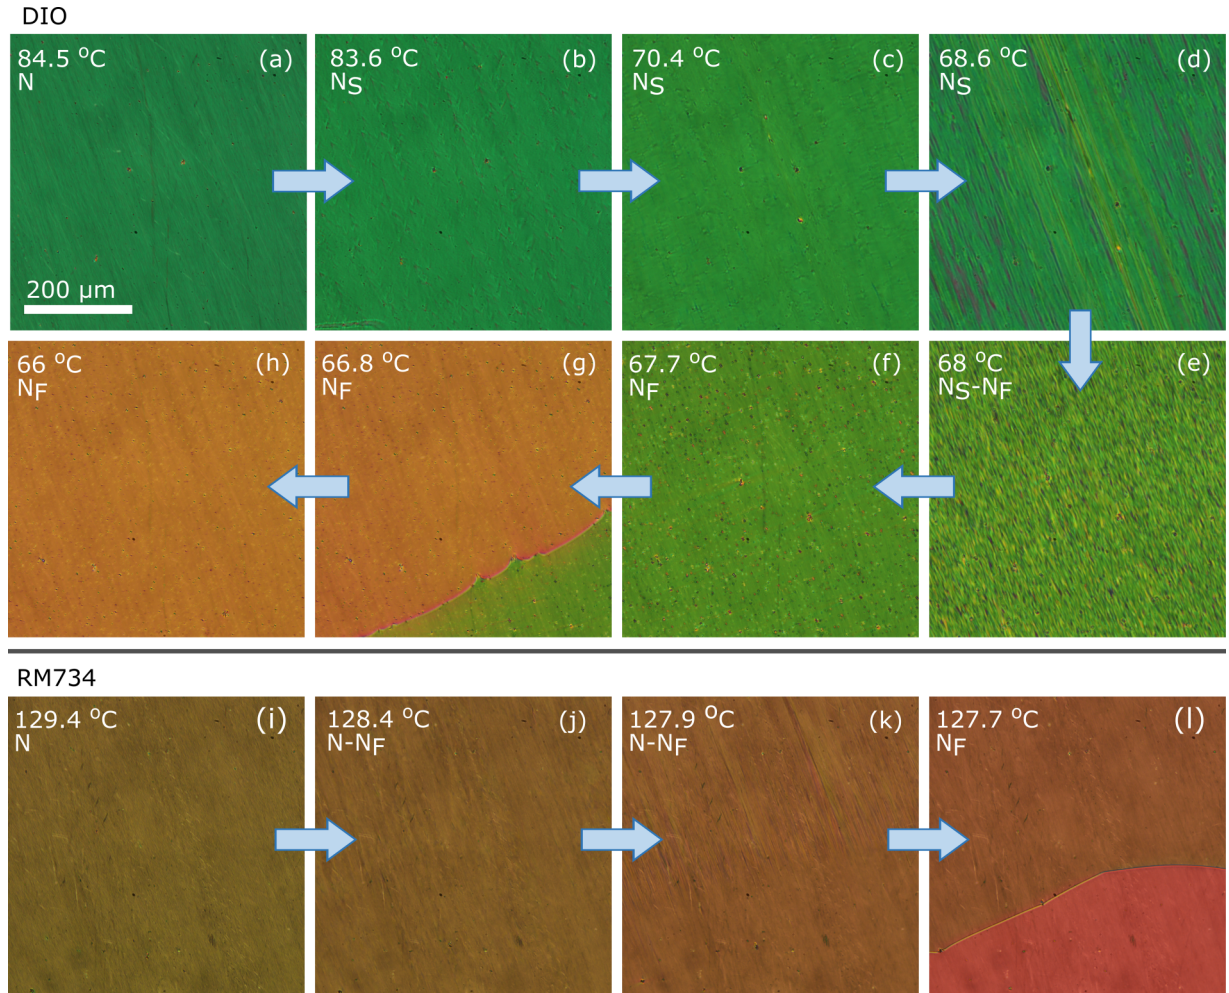 DIO
84.5 °C (a)
N
200 µm
83.6 °C (b)
NS
70.4 °C (c)
NS
68.6 °C (d)
NS
66 °C (h)
NF
66.8 °C (g)
NF
67.7 °C (f)
NF
68 °C (e)
NS-NF
RM734
129.4 °C (i)
N
128.4 °C (j)
N-NF
127.9 °C (k)
N-NF
127.7 °C (l)
NF